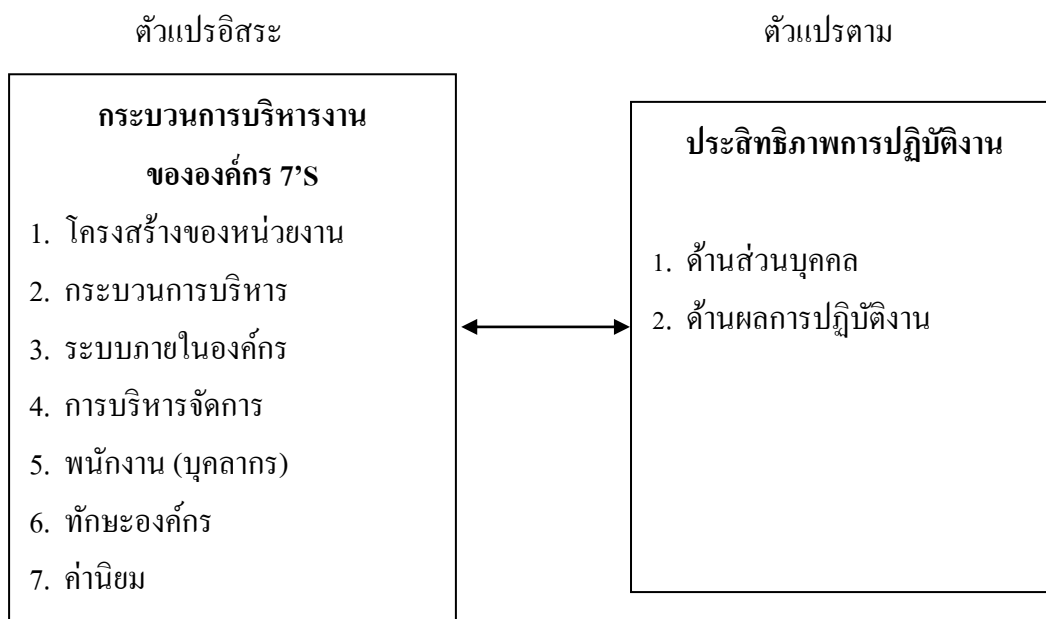 ตัวแปรอิสระ
ตัวแปรตาม
กระบวนการบริหารงาน
ขององค์กร 7’S
1. โครงสร้างของหน่วยงาน
2. กระบวนการบริหาร
3. ระบบภายในองค์กร
4. การบริหารจัดการ
5. พนักงาน (บุคลากร)
6. ทักษะองค์กร
7. ค่านิยม
ประสิทธิภาพการปฏิบัติงาน
1. ด้านส่วนบุคคล
2. ด้านผลการปฏิบัติงาน